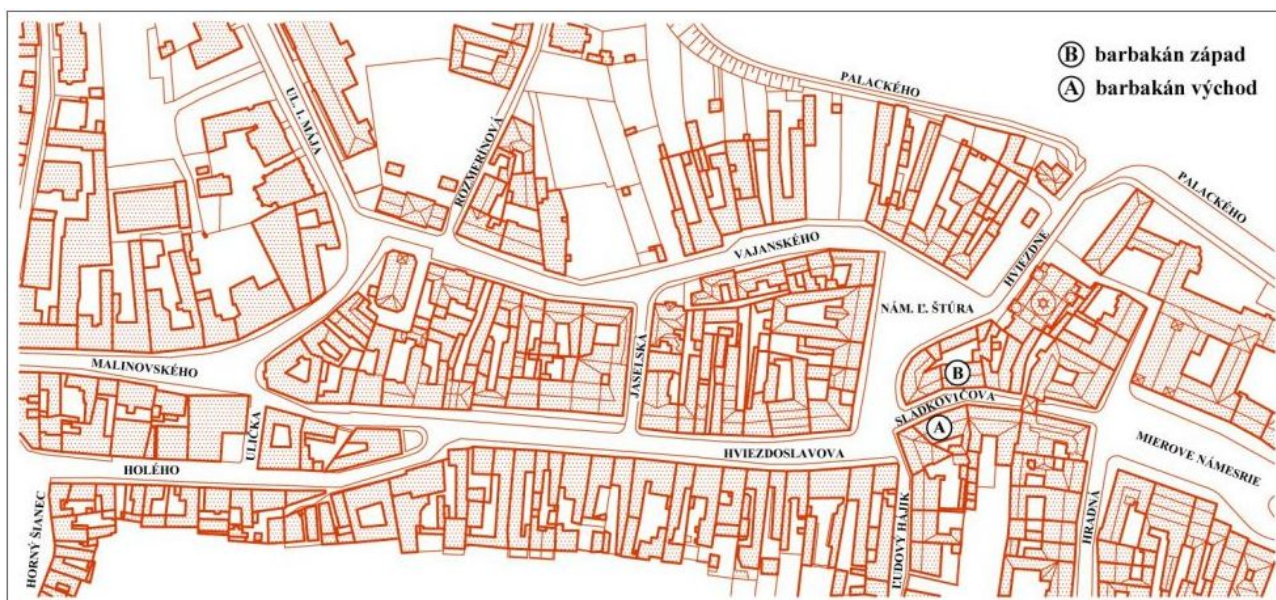 B barbakán západ
A barbakán východ
PALACKÉHO
PALACKÉHO
UL. 1. MÁJA
ROZMERÍNOVÁ
VAJANSKÉHO
HVIEZDNE
NÁM. Ľ. ŠTÚRA
MALINOVSKÉHO
JASELSKÁ
B
SLADKOVIČOVA
A
ULIČKA
HVIEZDOSLAVOVA
MIEROVE NÁMESRIE
HOLÉHO
HORNÝ ŠIANEC
ĽUDOVÝ HÁJIK
HRADNÁ